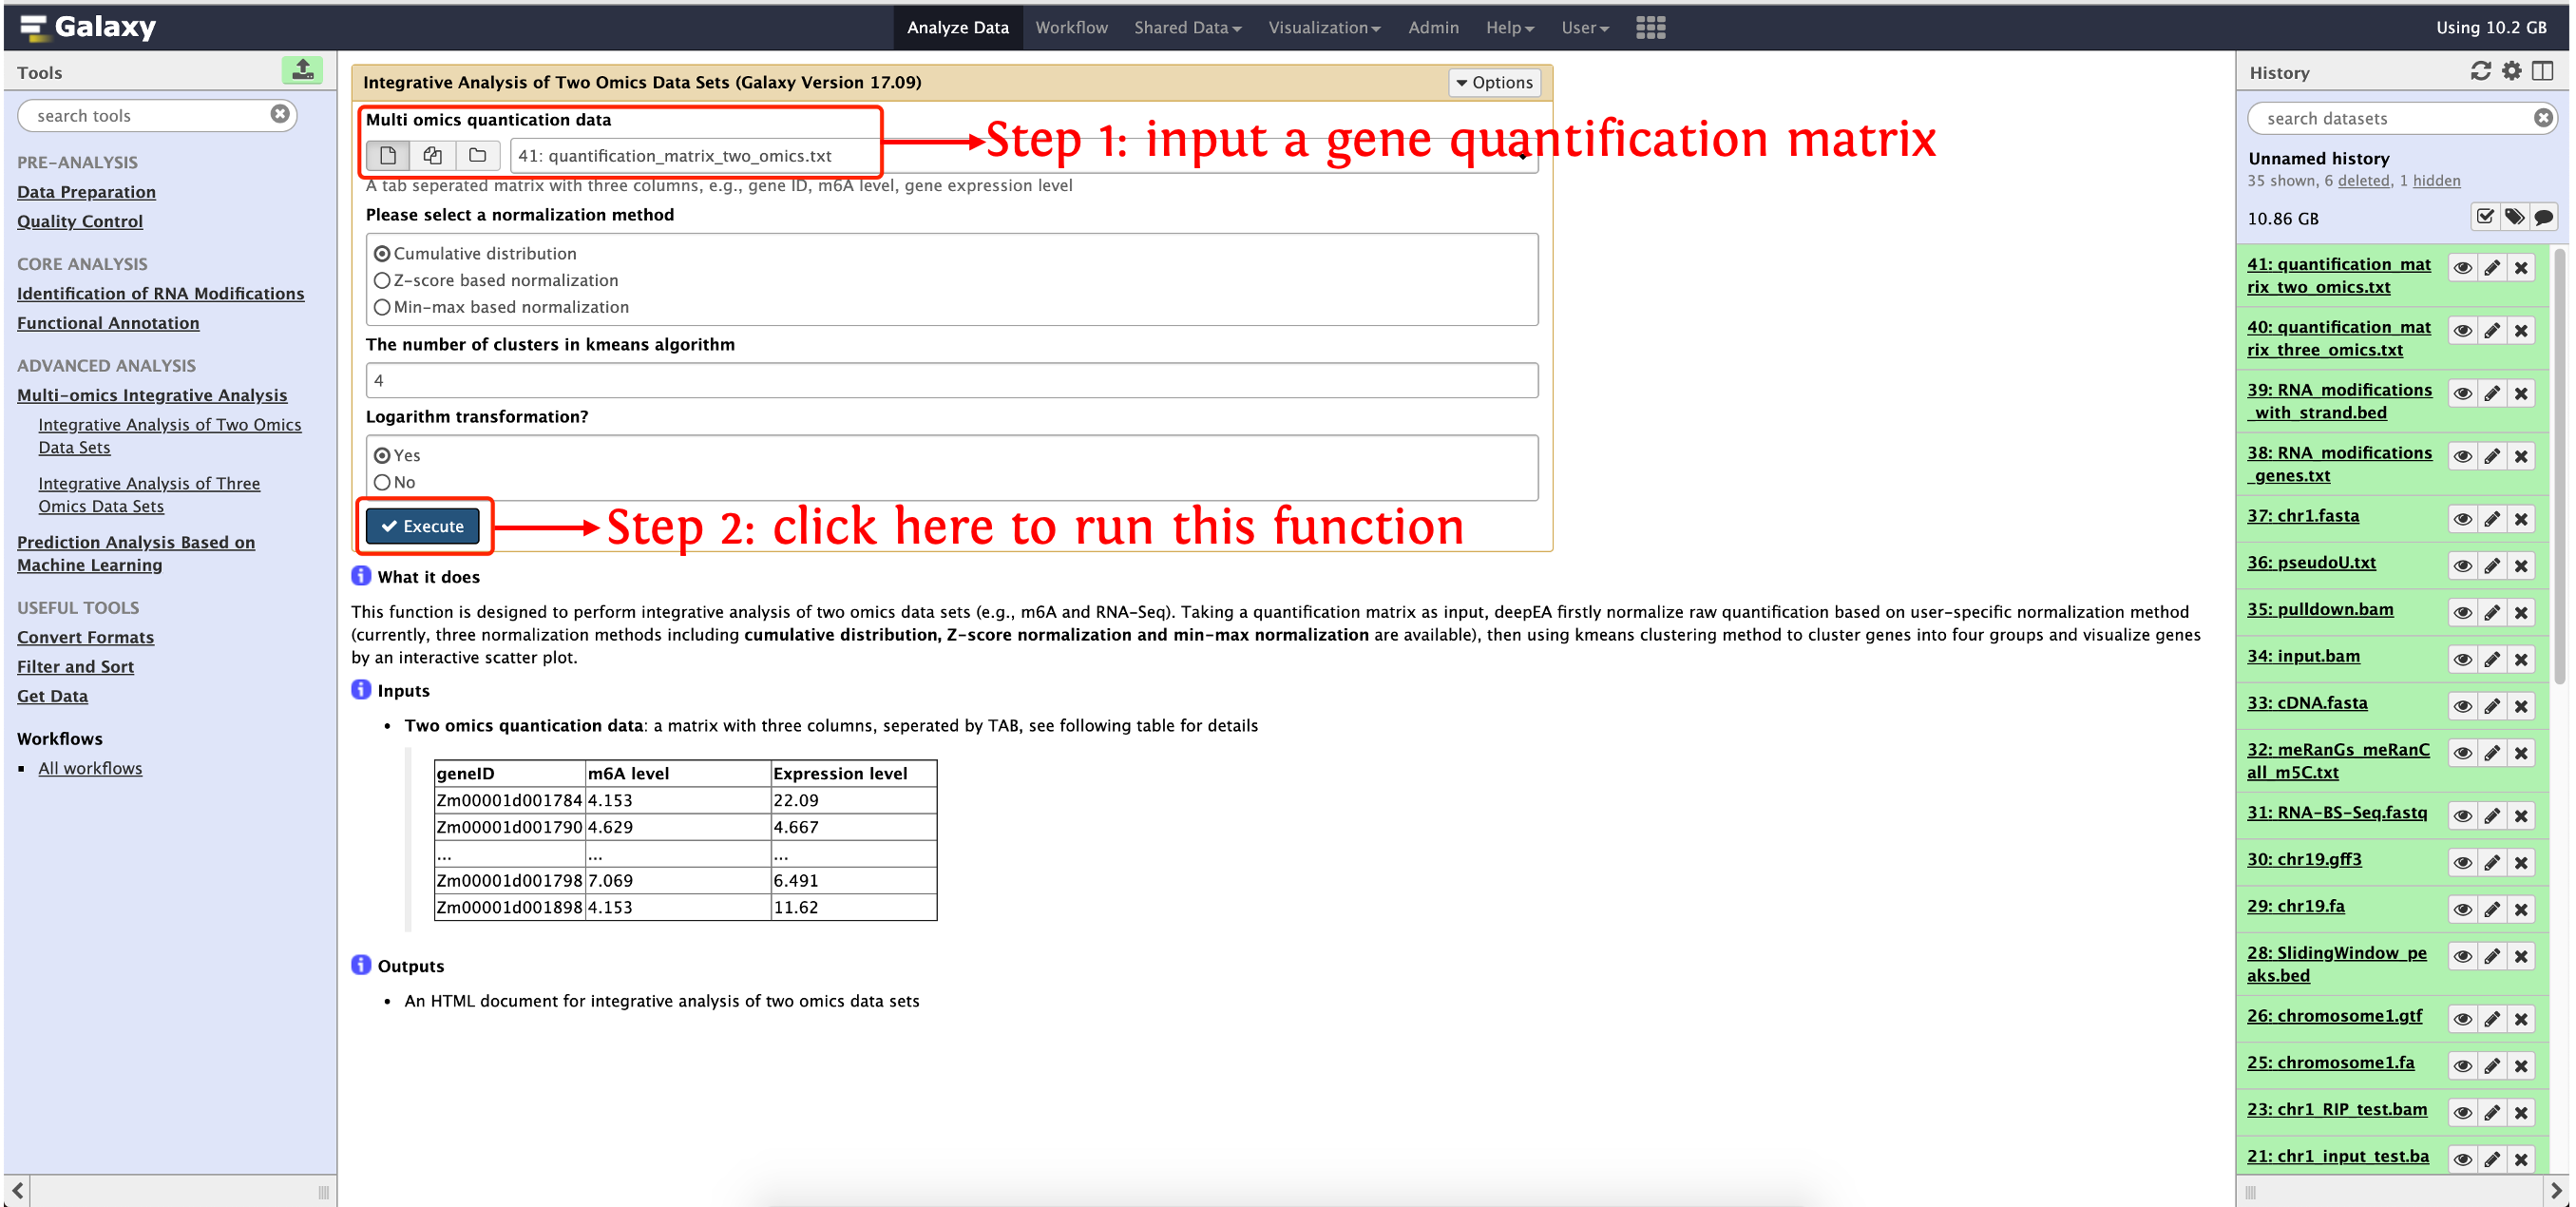 Galaxy
Analyze Data Workflow Shared Data Visualization Admin Help User
Using 10.2 GB
Tools
search tools
PRE-ANALYSIS
Data Preparation
Quality Control
CORE ANALYSIS
Identification of RNA Modifications
Functional Annotation
ADVANCED ANALYSIS
Multi-omics Integrative Analysis
Integrative Analysis of Two Omics
Data Sets
Integrative Analysis of Three
Omics Data Sets
Prediction Analysis Based on
Machine Learning
USEFUL TOOLS
Convert Formats
Filter and Sort
Get Data
Workflows
All workflows
Integrative Analysis of Two Omics Data Sets (Galaxy Version 17.09)
Options
Multi omics quantication data
41: quantification_matrix_two_omics.txt
Step 1: input a gene quantification matrix
A tab seperated matrix with three columns, e.g., gene ID, m6A level, gene expression level
Please select a normalization method
Cumulative distribution
Z-score based normalization
Min-max based normalization
The number of clusters in kmeans algorithm
4
Logarithm transformation?
Yes
No
Execute
Step 2: click here to run this function
What it does
This function is designed to perform integrative analysis of two omics data sets (e.g., m6A and RNA-Seq). Taking a quantification matrix as input, deepEA firstly normalize raw quantification based on user-specific normalization method
(currently, three normalization methods including cumulative distribution, Z-score normalization and min-max normalization are available), then using kmeans clustering method to cluster genes into four groups and visualize genes
by an interactive scatter plot.
Inputs
• Two omics quantication data: a matrix with three columns, seperated by TAB, see following table for details
geneID m6A level Expression level
Zm00001d001784 4.153 22.09
Zm00001d001790 4.629 4.667
... ... ...
Zm00001d001798 7.069 6.491
Zm00001d001898 4.153 11.62
Outputs
• An HTML document for integrative analysis of two omics data sets
History
search datasets
Unnamed history
35 shown, 6 deleted, 1 hidden
10.86 GB
41: quantification_mat
rix_two_omics.txt
40: quantification_mat
rix_three_omics.txt
39: RNA_modifications
_with_strand.bed
38: RNA_modifications
_genes.txt
37: chr1.fasta
36: pseudoU.txt
35: pulldown.bam
34: input.bam
33: cDNA.fasta
32: meRanGs_meRanC
all_m5C.txt
31: RNA-BS-Seq.fastq
30: chr19.gff3
29: chr19.fa
28: SlidingWindow_pe
aks.bed
26: chromosome1.gtf
25: chromosome1.fa
23: chr1_RIP_test.bam
21: chr1_input_test.ba